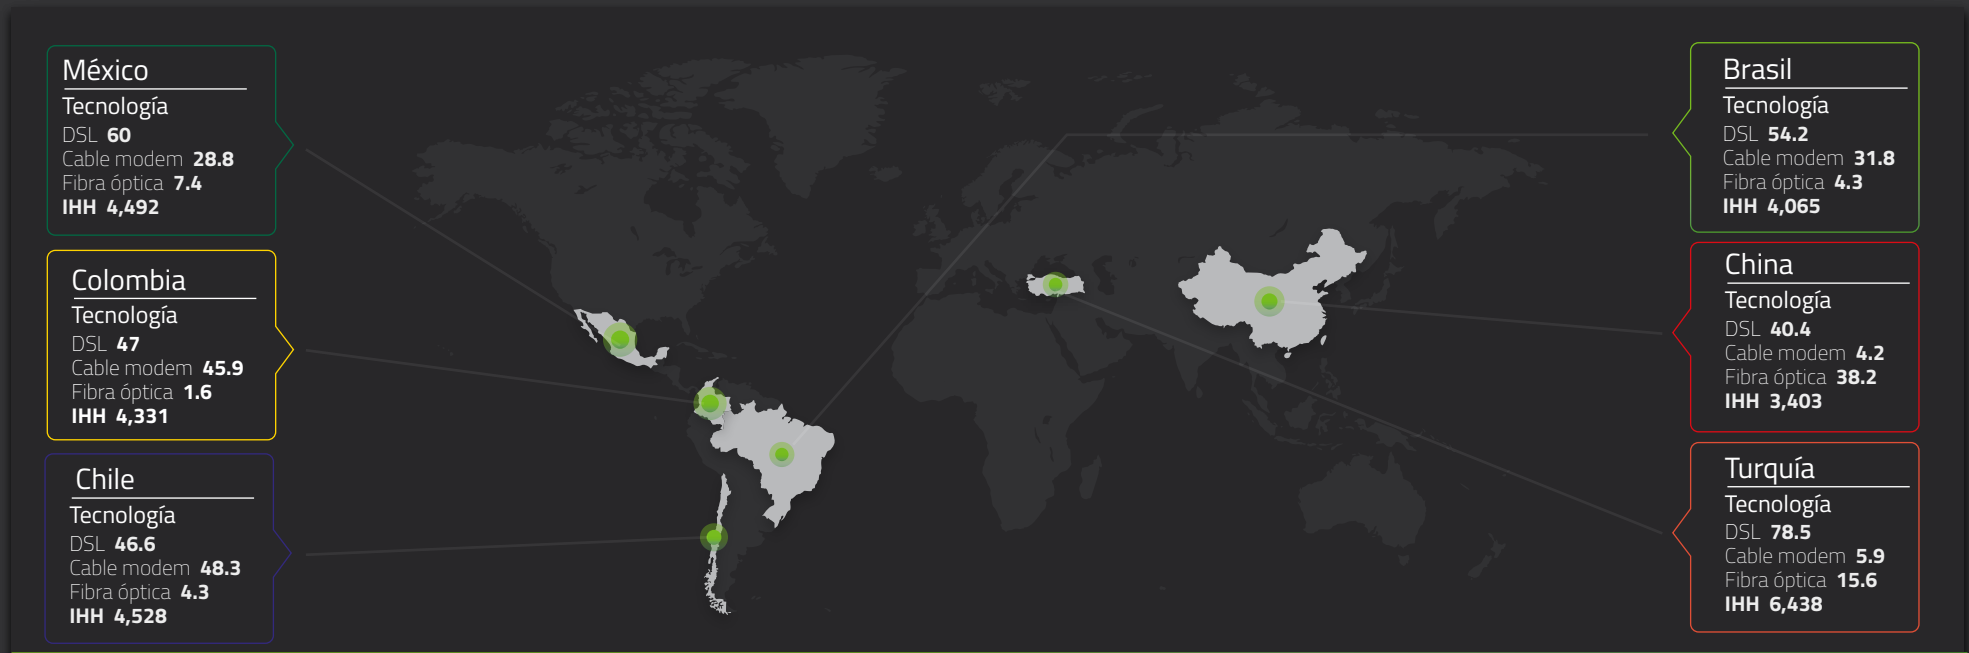 México
Tecnología
DSL 60
Cable modem 28.8
Fibra óptica 7.4
IHH 4,492
Colombia
Tecnología
DSL 47
Cable modem 45.9
Fibra óptica 1.6
IHH 4,331
Chile
Tecnología
DSL 46.6
Cable modem 48.3
Fibra óptica 4.3
IHH 4,528
Brasil
Tecnología
DSL 54.2
Cable modem 31.8
Fibra óptica 4.3
IHH 4,065
China
Tecnología
DSL 40.4
Cable modem 4.2
Fibra óptica 38.2
IHH 3,403
Turquía
Tecnología
DSL 78.5
Cable modem 5.9
Fibra óptica 15.6
IHH 6,438